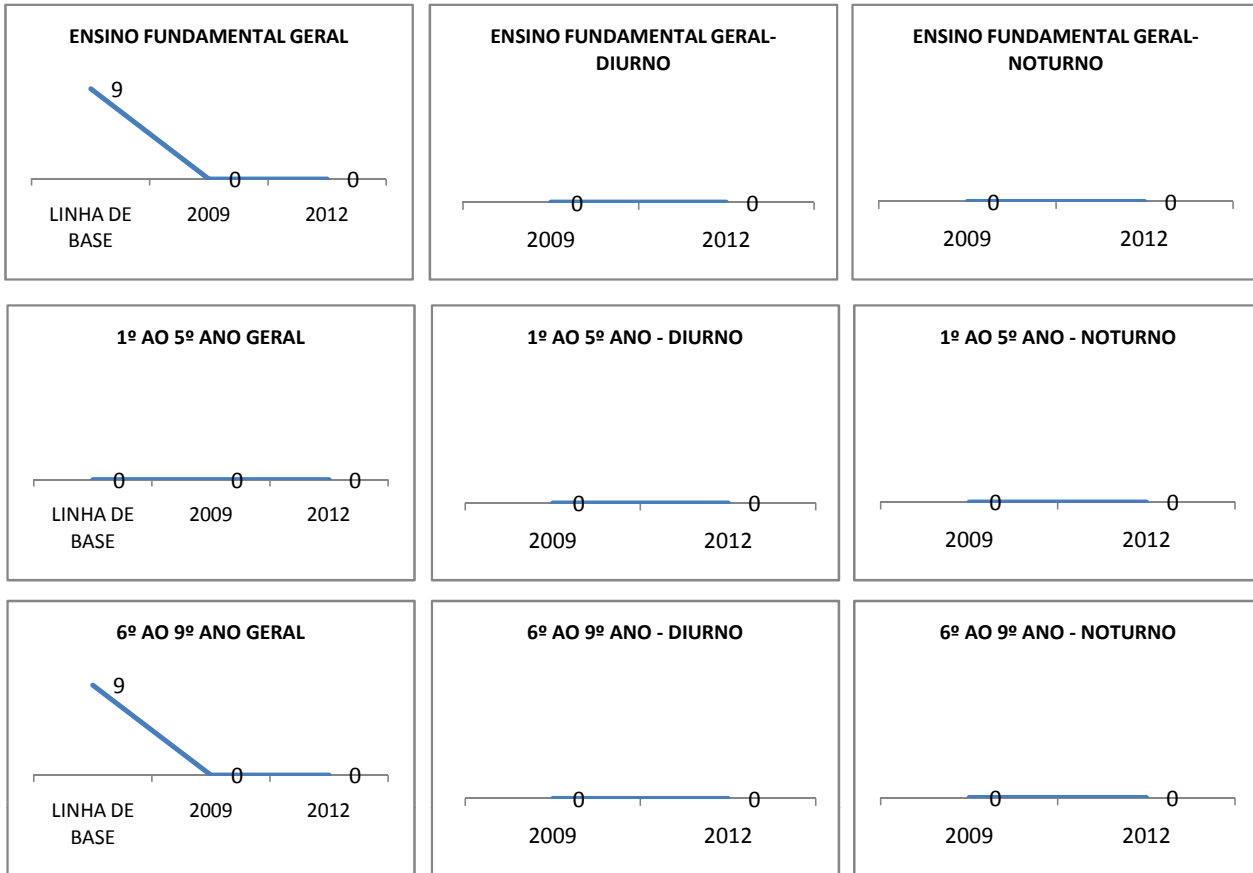 ENSINO FUNDAMENTAL GERAL
9
0
0
LINHA DE
BASE
2009
2012
ENSINO FUNDAMENTAL GERAL-
DIURNO
0
0
2009
2012
ENSINO FUNDAMENTAL GERAL-
NOTURNO
0
0
2009
2012
1º AO 5º ANO GERAL
0
0
0
LINHA DE
BASE
2009
2012
1º AO 5º ANO - DIURNO
0
0
2009
2012
1º AO 5º ANO - NOTURNO
0
0
2009
2012
6º AO 9º ANO GERAL
9
0
0
LINHA DE
BASE
2009
2012
6º AO 9º ANO - DIURNO
0
0
2009
2012
6º AO 9º ANO - NOTURNO
0
0
2009
2012